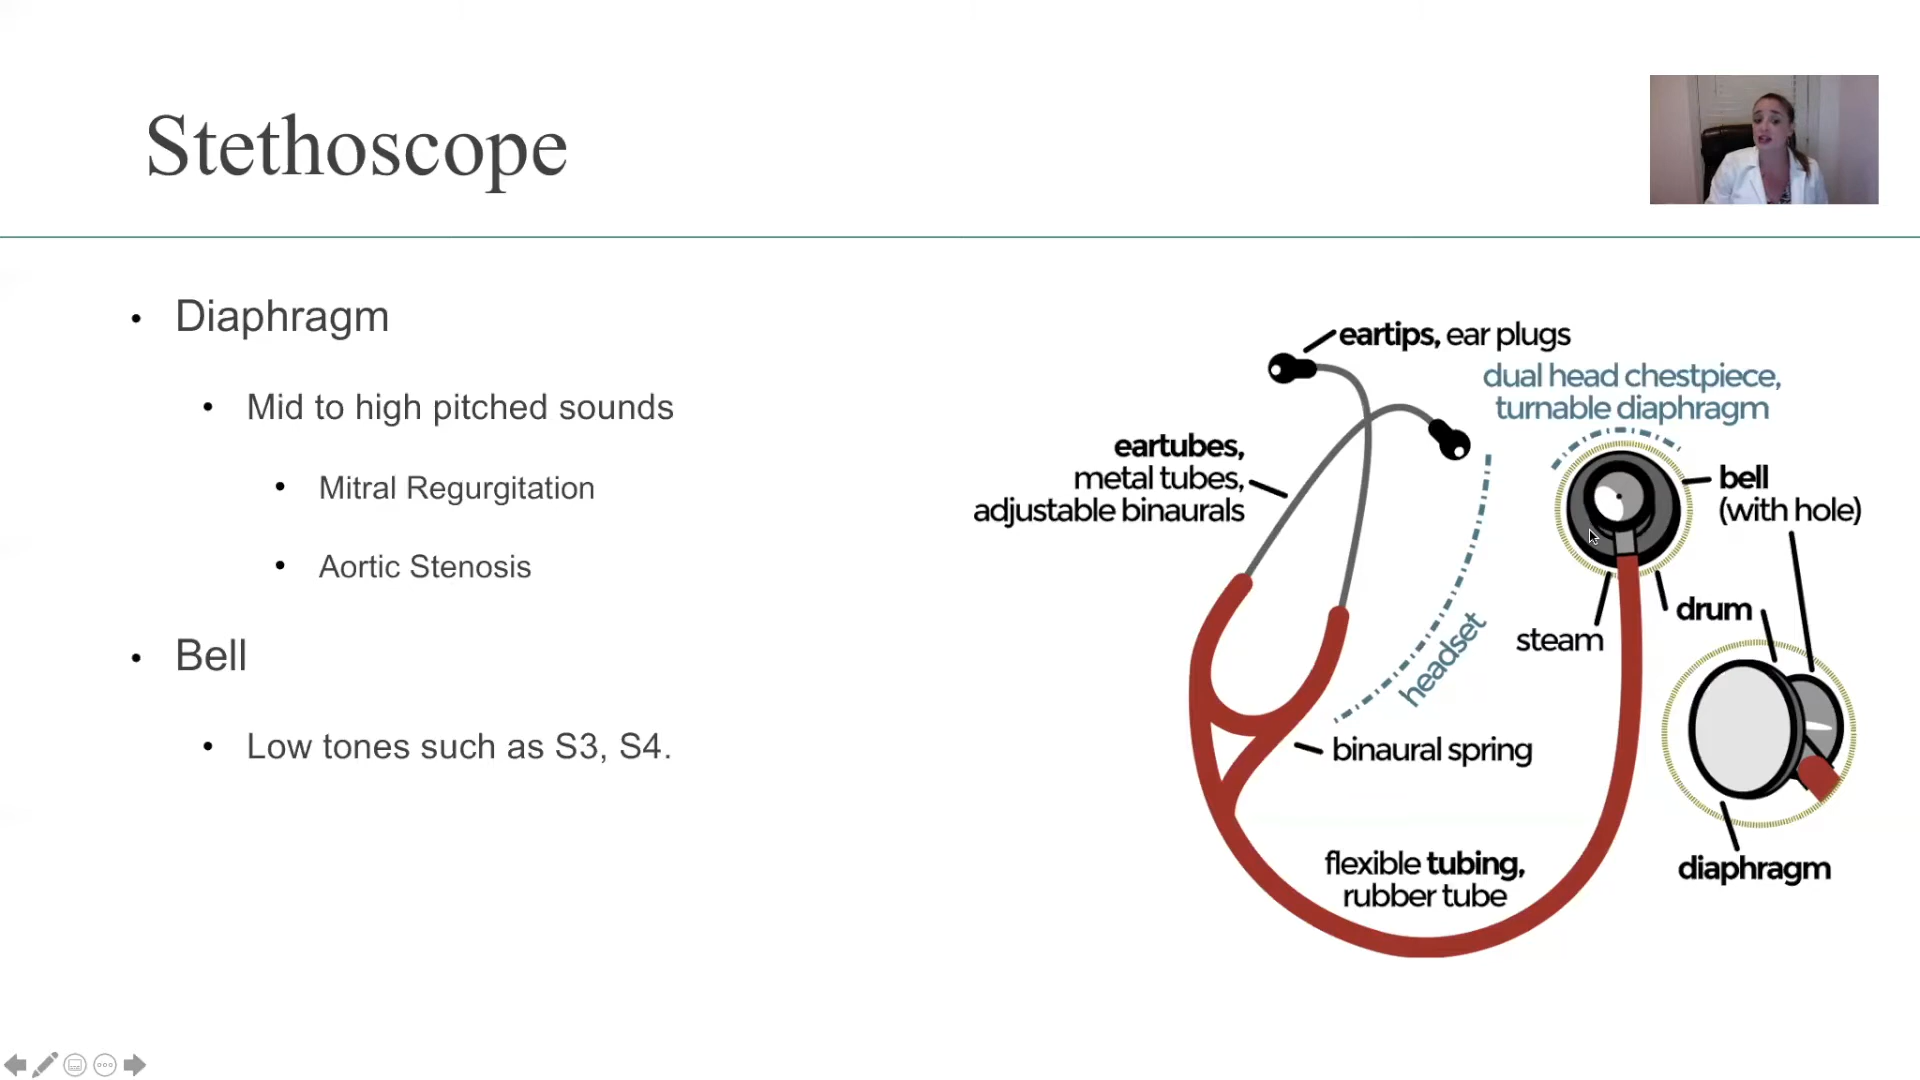 Stethoscope
• Diaphragm
• Mid to high pitched sounds
• Mitral Regurgitation
• Aortic Stenosis
• Bell
• Low tones such as S3, S4.
eartips, ear plugs
dual head chestpiece,
turnable diaphragm
eartubes,
metal tubes,
adjustable binaurals
bell
(with hole)
drum
steam
headset
binaural spring
flexible tubing,
rubber tube
diaphragm